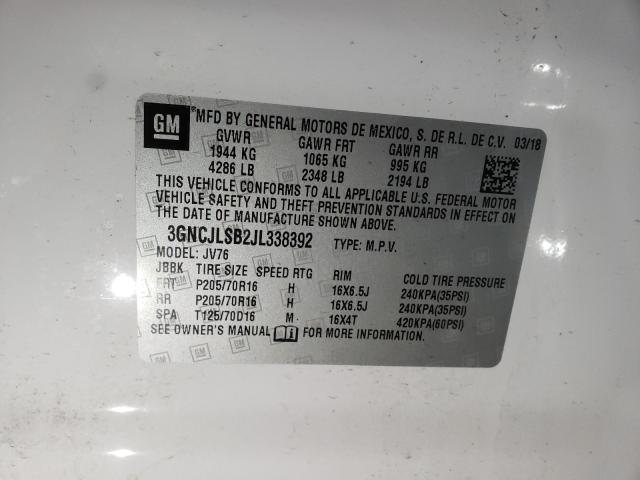 GM
®MFD BY GENERAL MOTORS DE MEXICO, S. DE R.L. DE C.V. 03/18
GVWR GAWR FRT GAWR RR
1944 KG 1065 KG 995 KG
4286 LB 2348 LB 2194 LB
THIS VEHICLE CONFORMS TO ALL APPLICABLE U.S. FEDERAL MOTOR
VEHICLE SAFETY AND THEFT PREVENTION STANDARDS IN EFFECT ON
THE DATE OF MANUFACTURE SHOWN ABOVE.
3GNCJLSB2JL338392 TYPE: M.P.V.
MODEL: JV76
JBBK TIRE SIZE SPEED RTG RIM COLD TIRE PRESSURE
FRT P205/70R16 H 16X6.5J 240KPA(35PSI)
RR P205/70R16 H 16X6.5J 240KPA(35PSI)
SPA T125/70D16 M 16X4T 420KPA(60PSI)
SEE OWNER'S MANUAL FOR MORE INFORMATION.